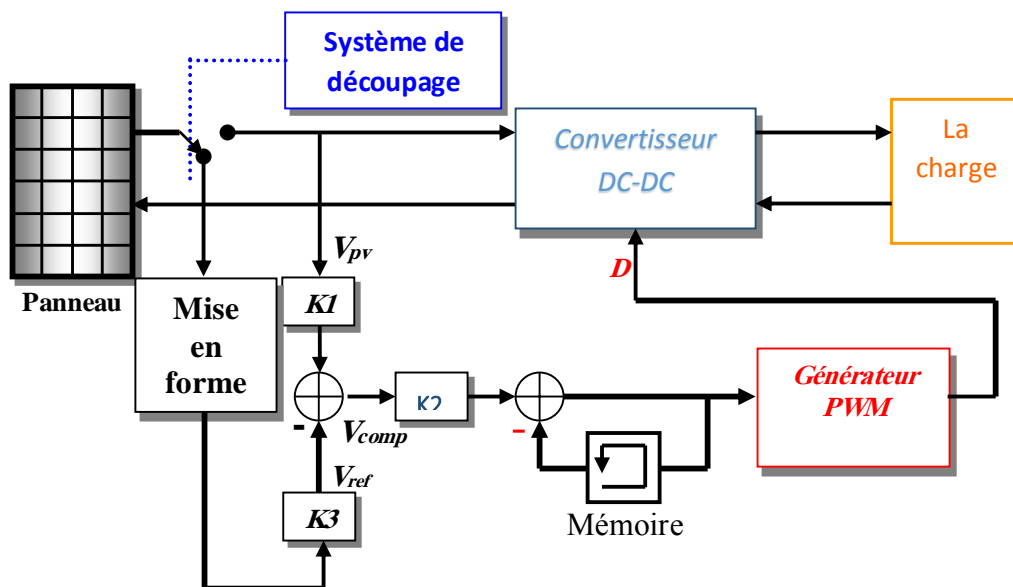 Système de
découpage
Convertisseur
DC-DC
La
charge
Vpv
D
Panneau
K1
Mise
en
forme
Générateur
PWM
K2
-
-
Vcomp
Vref
K3
Mémoire